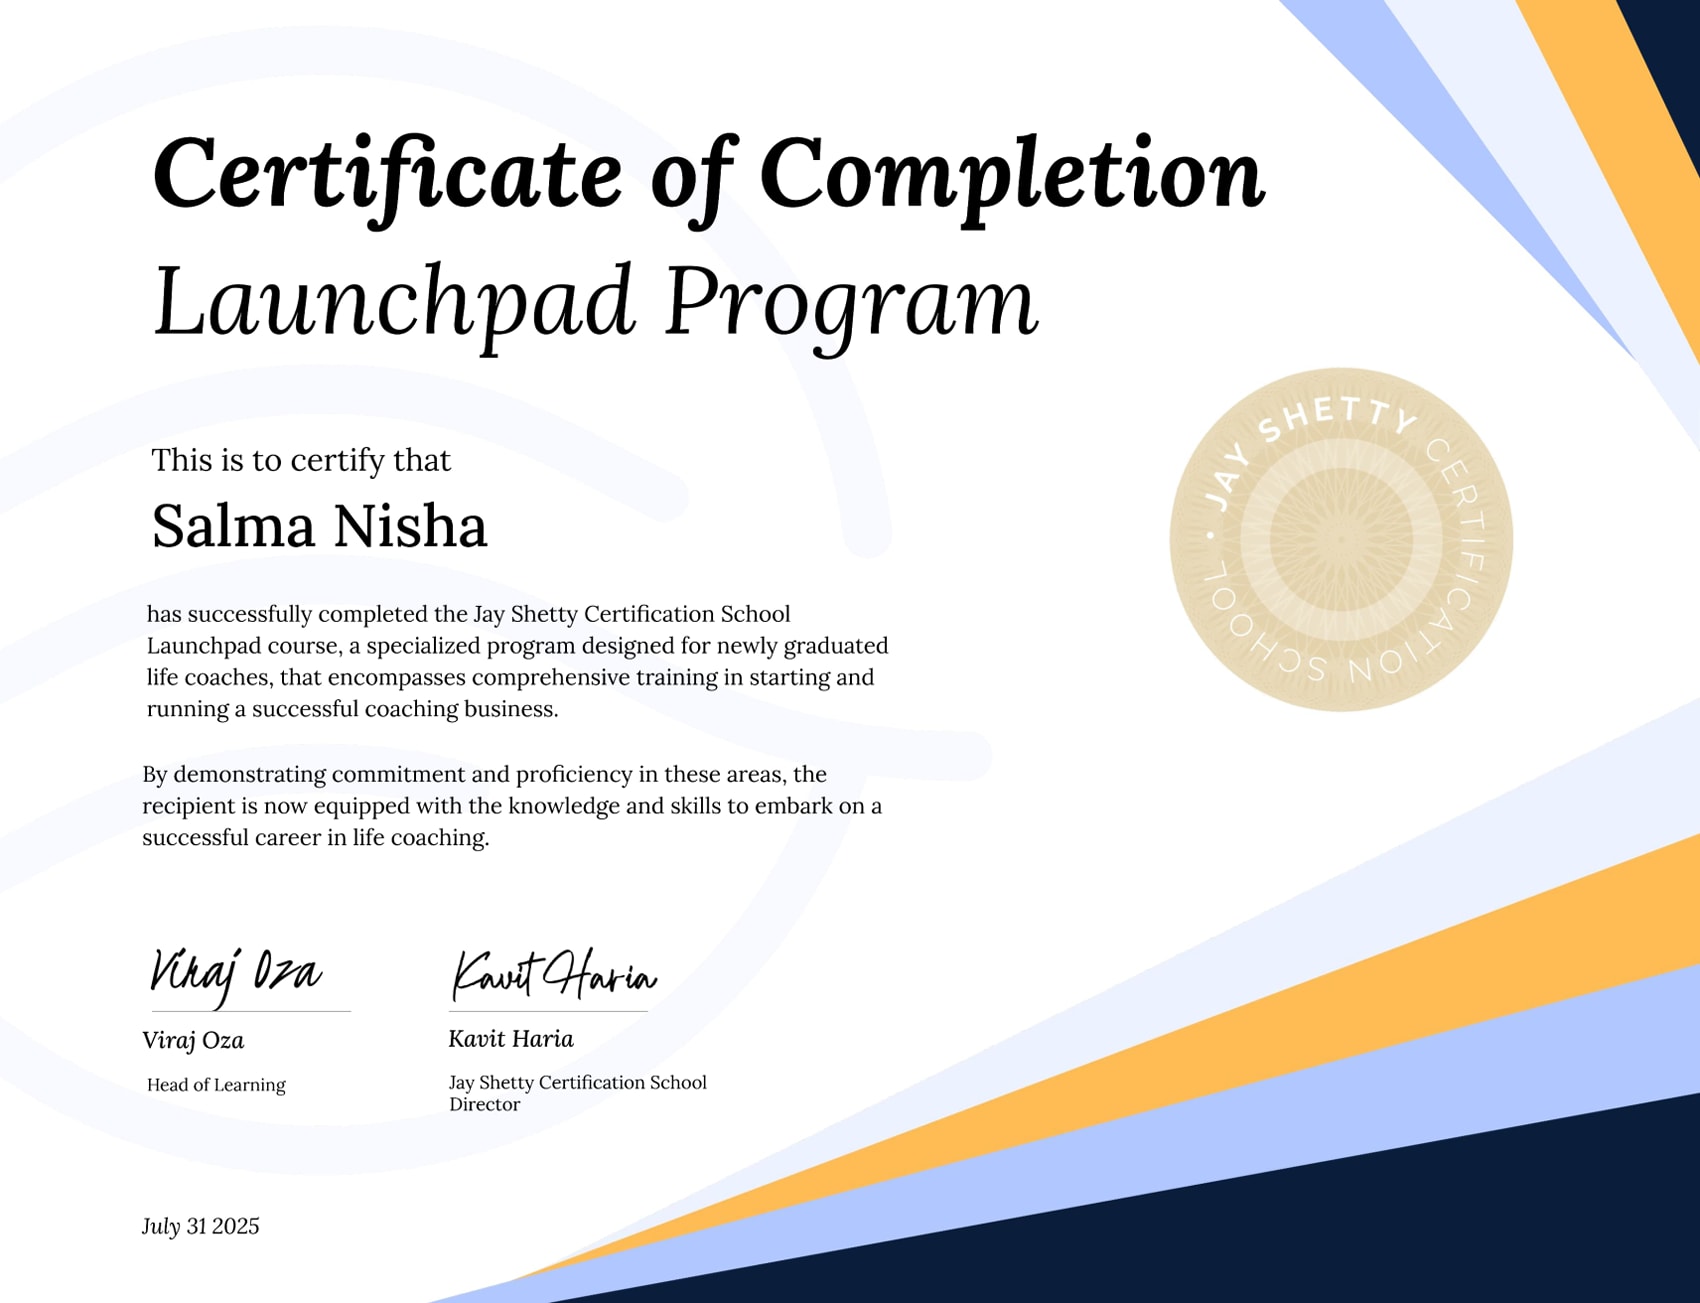 Certificate of Completion
Launchpad Program
This is to certify that
Salma Nisha
has successfully completed the Jay Shetty Certification School
Launchpad course, a specialized program designed for newly graduated
life coaches, that encompasses comprehensive training in starting and
running a successful coaching business.
By demonstrating commitment and proficiency in these areas, the
recipient is now equipped with the knowledge and skills to embark on a
successful career in life coaching.
• JAY SHETTY CERTIFICATION SCHOOL
Viraj Oza
Kavit Haria
Viraj Oza
Kavit Haria
Head of Learning
Jay Shetty Certification School
Director
July 31 2025